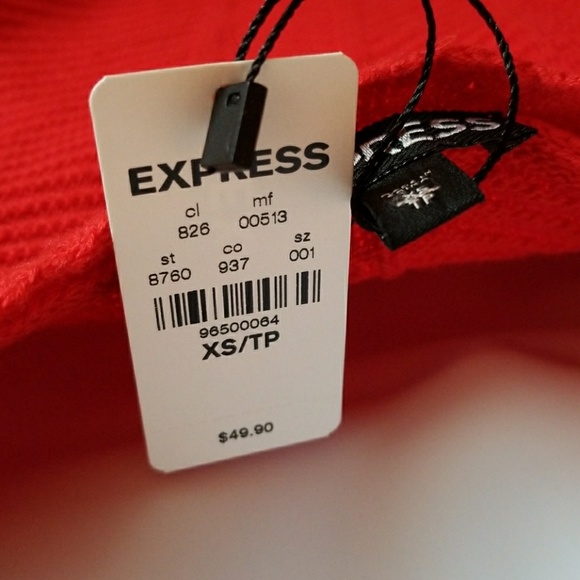 EXPRESS
cl mf
826 00513
st co sz
8760 937 001
96500064
XS/TP
$49.90